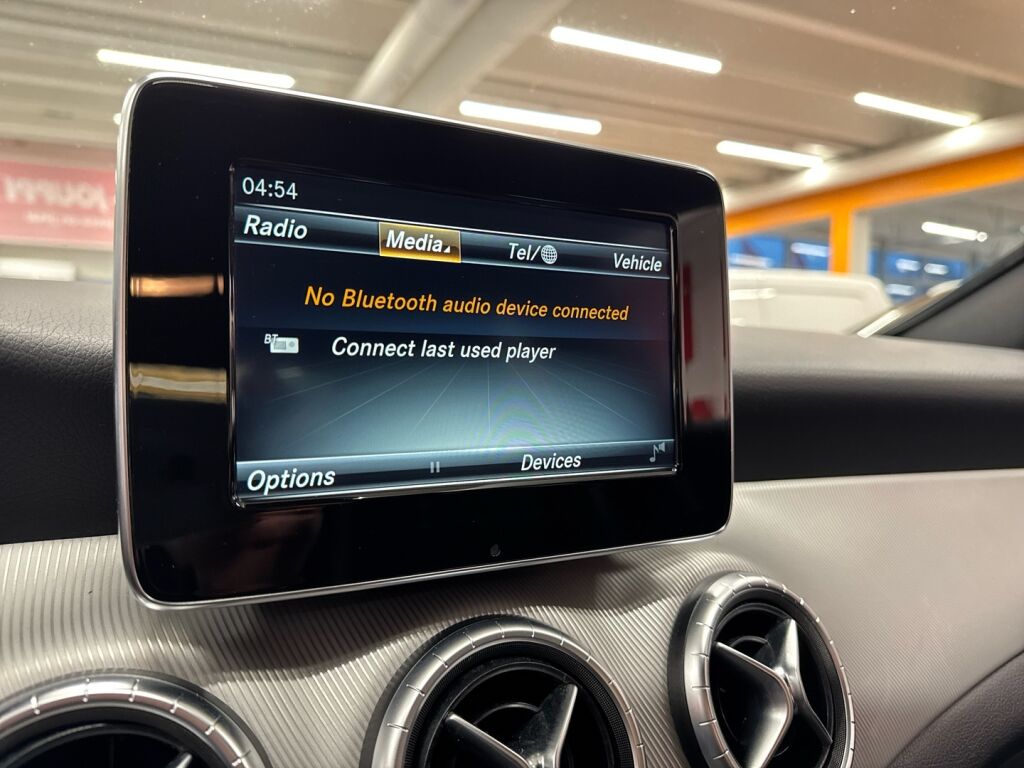 04:54
Radio Media Tel/ Vehicle
No Bluetooth audio device connected
BT Connect last used player
Options Devices